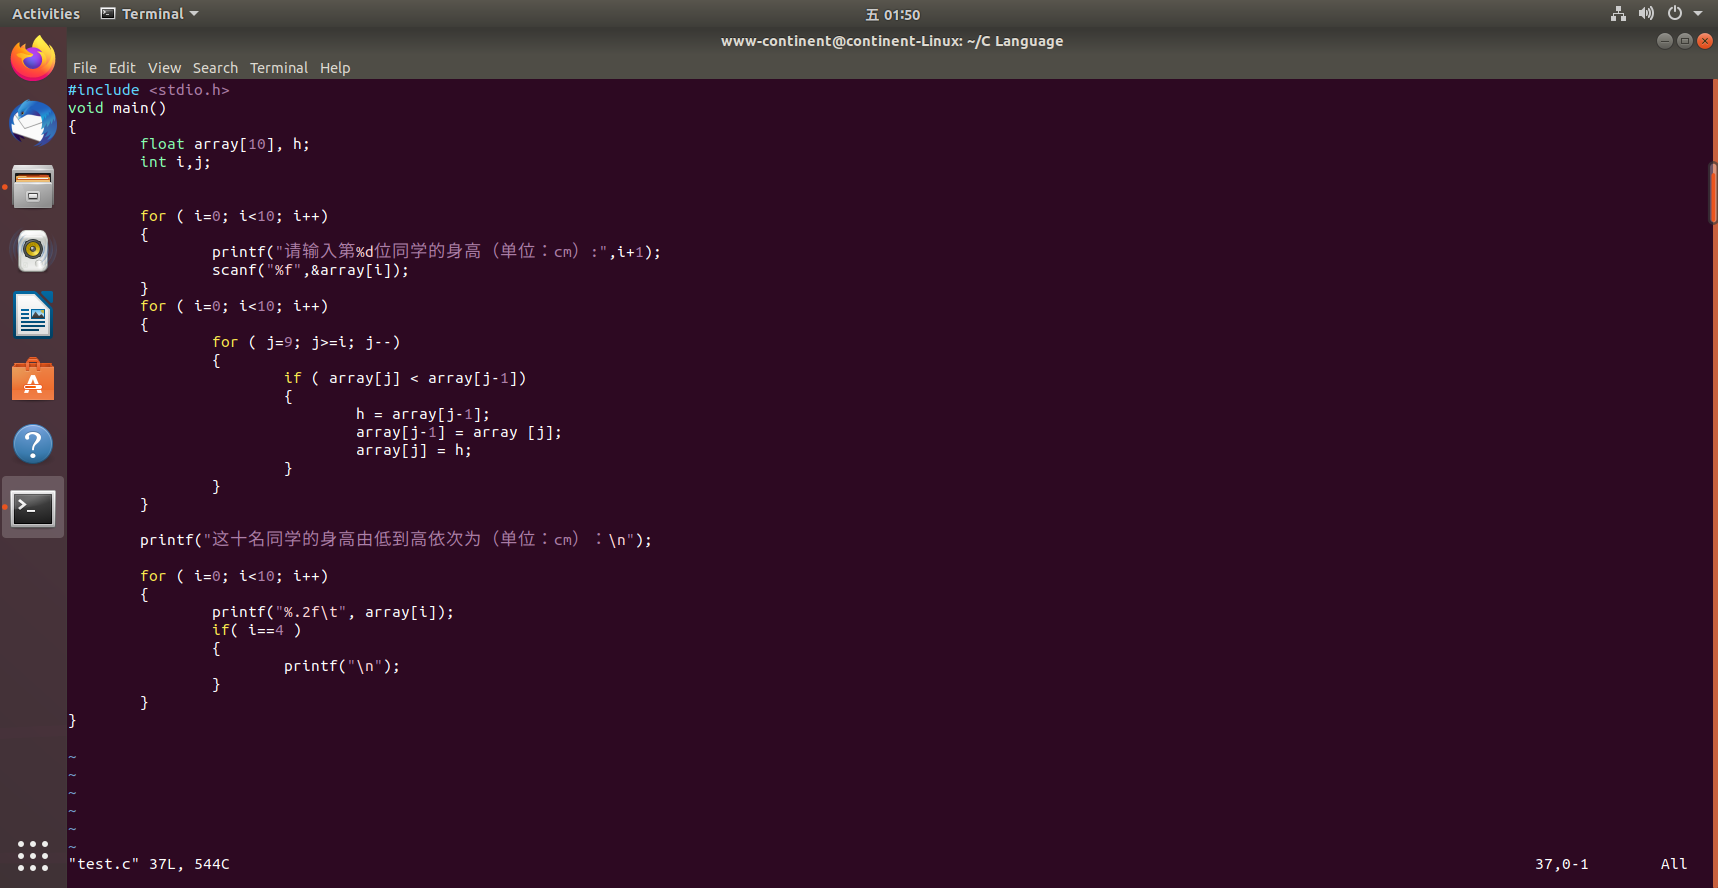 Activities Terminal 五 01:50
www-continent@continent-Linux: ~/C Language
File Edit View Search Terminal Help
#include <stdio.h>
void main()
{
        float array[10], h;
        int i,j;


        for ( i=0; i<10; i++)
        {
                printf("请输入第%d位同学的身高（单位：cm）:",i+1);
                scanf("%f",&array[i]);
        }
        for ( i=0; i<10; i++)
        {
                for ( j=9; j>=i; j--)
                {
                        if ( array[j] < array[j-1])
                        {
                                h = array[j-1];
                                array[j-1] = array [j];
                                array[j] = h;
                        }
                }
        }

        printf("这十名同学的身高由低到高依次为（单位：cm）：\n");

        for ( i=0; i<10; i++)
        {
                printf("%.2f\t", array[i]);
                if( i==4 )
                {
                        printf("\n");
                }
        }
}

~
~
~
~
~
~
"test.c" 37L, 544C 37,0-1 All